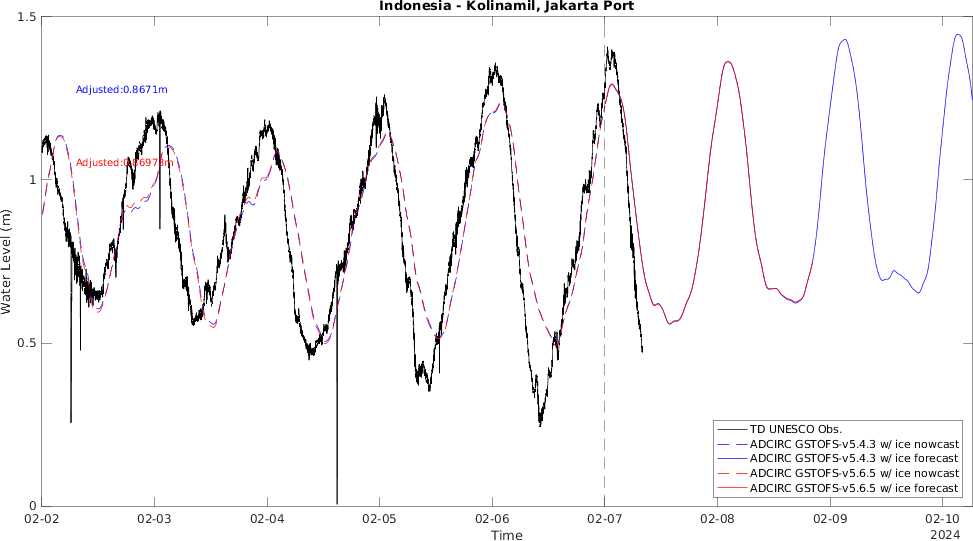 Indonesia - Kolinamil, Jakarta Port
1.5
Adjusted:0.8671m
1
0.5
0
Water Level (m)
TD UNESCO Obs.
ADCIRC GSTOFS-v5.4.3 w/ ice nowcast
ADCIRC GSTOFS-v5.4.3 w/ ice forecast
ADCIRC GSTOFS-v5.6.5 w/ ice nowcast
ADCIRC GSTOFS-v5.6.5 w/ ice forecast
02-02 02-03 02-04 02-05 02-06 02-07 02-08 02-09 02-10
Time
2024